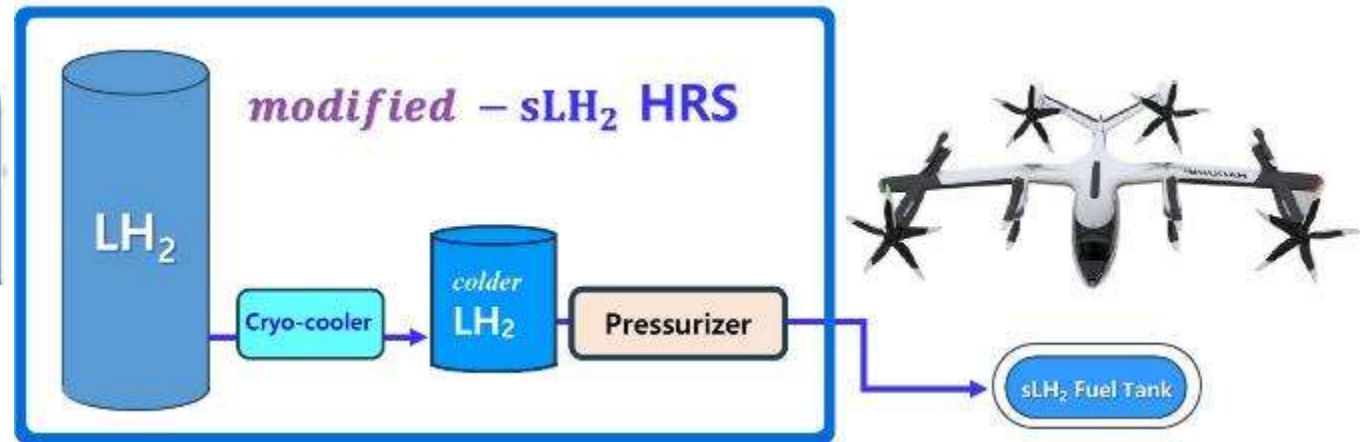 modified – sLH₂ HRS
LH₂
Cryo-cooler
colder
LH₂
Pressurizer
sLH₂ Fuel Tank